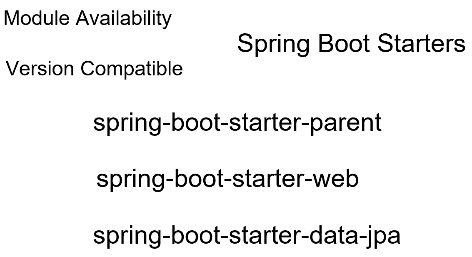 Module Availability
Spring Boot Starters
Version Compatible
spring-boot-starter-parent
spring-boot-starter-web
spring-boot-starter-data-jpa